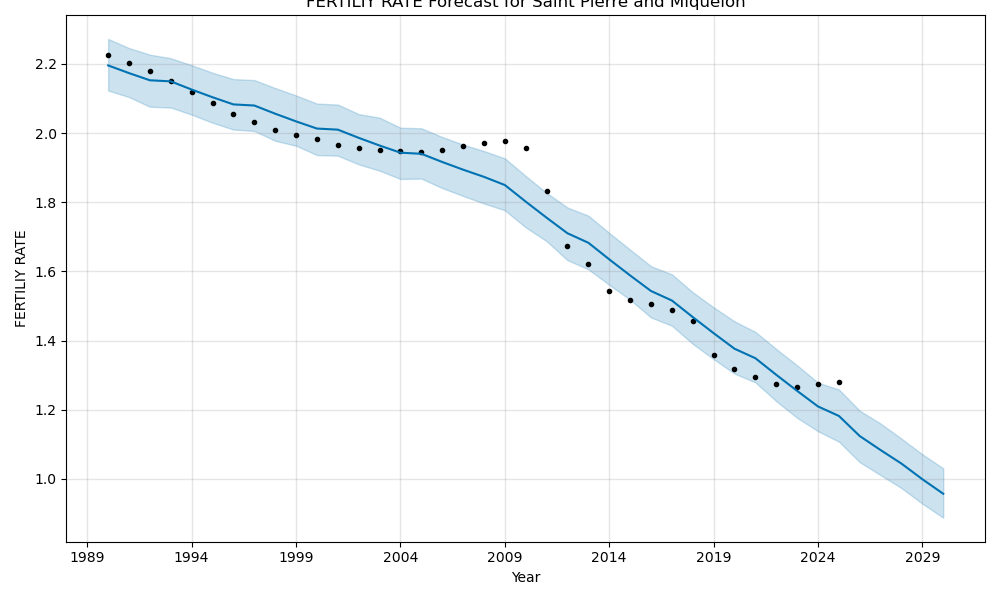 FERTILIY RATE Forecast for Saint Pierre and Miquelon
2.2
2.0
1.8
1.6
1.4
1.2
1.0
FERTILIY RATE
1989 1994 1999 2004 2009 2014 2019 2024 2029
Year